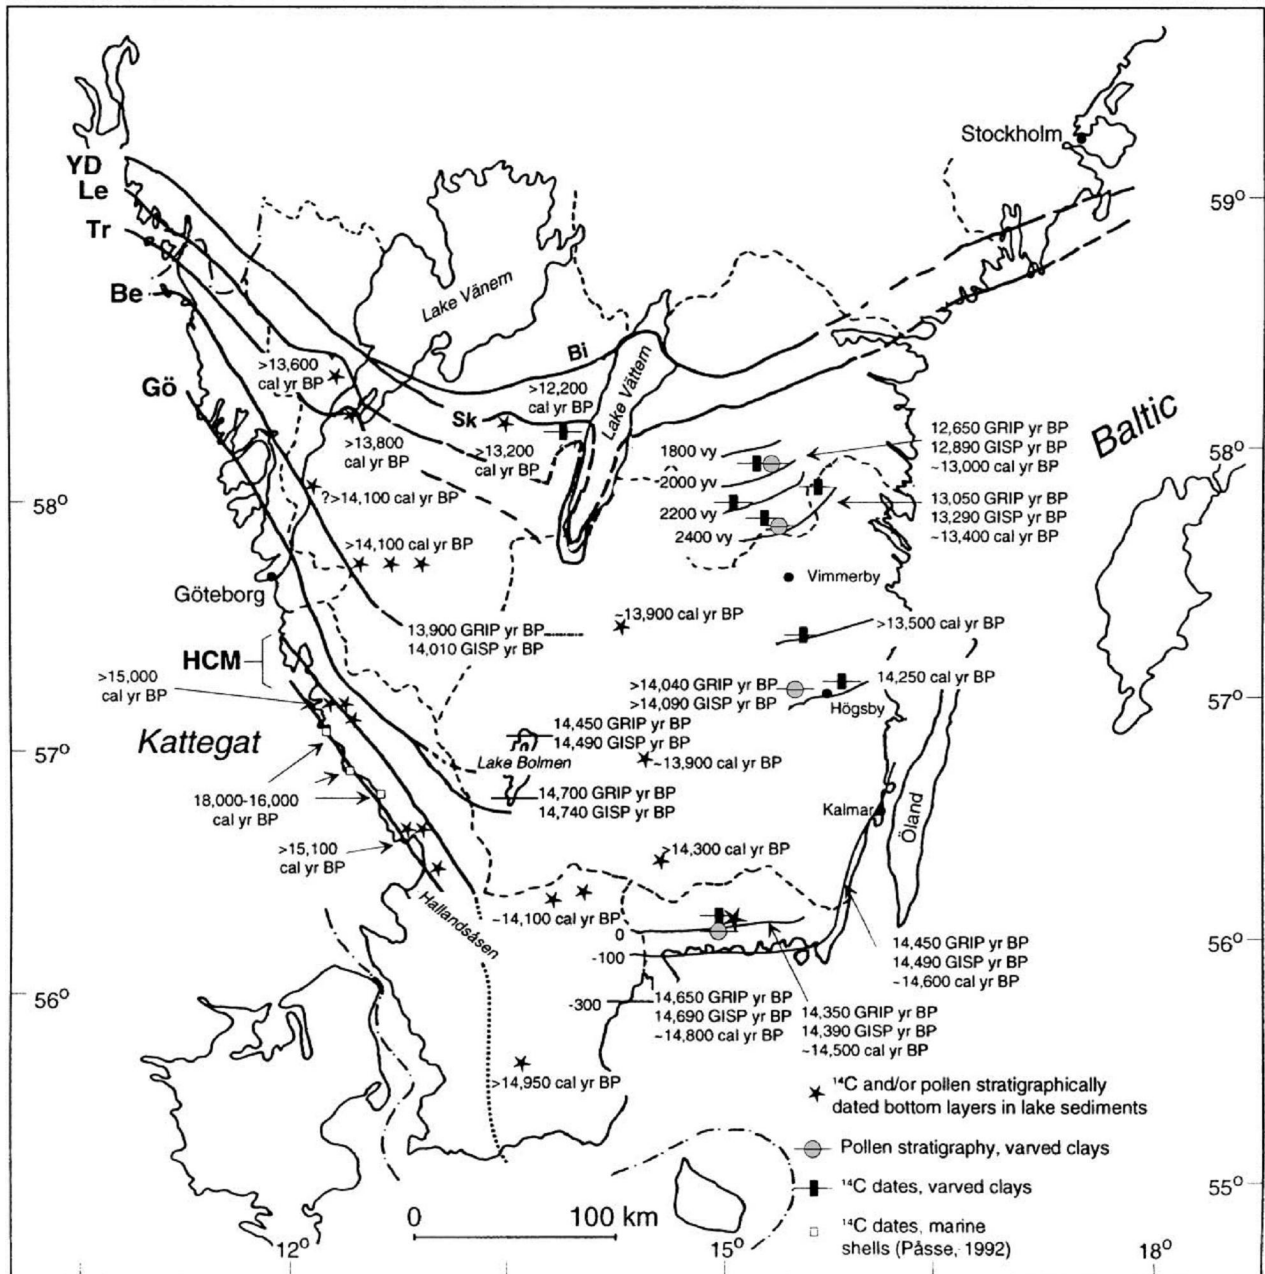 Stockholm
YD
Le
Tr
Be
Gö
59°
Lake Vänern
Bi
Lake Vättern
>13,600
cal yr BP
>12,200
cal yr BP
Sk
>13,200
cal yr BP
>13,800
cal yr BP
Baltic
12,650 GRIP yr BP
12,890 GISP yr BP
~13,000 cal yr BP
1800 vy
2000 vy
2200 vy
2400 vy
58°
58°
?>14,100 cal yr BP
13,050 GRIP yr BP
13,290 GISP yr BP
~13,400 cal yr BP
>14,100 cal yr BP
Göteborg
Vimmerby
~13,900 cal yr BP
13,900 GRIP yr BP
14,010 GISP yr BP
>13,500 cal yr BP
HCM
>15,000
cal yr BP
>14,040 GRIP yr BP
>14,090 GISP yr BP
14,250 cal yr BP
Högsby
57°
57°
Kattegat
14,450 GRIP yr BP
14,490 GISP yr BP
Lake Bolmen
~13,900 cal yr BP
14,700 GRIP yr BP
14,740 GISP yr BP
18,000-16,000
cal yr BP
Kalmar
Öland
>15,100
cal yr BP
>14,300 cal yr BP
Hallandsåsen
~14,100 cal yr BP
0
-100
-300
56°
56°
14,450 GRIP yr BP
14,490 GISP yr BP
~14,600 cal yr BP
14,650 GRIP yr BP
14,690 GISP yr BP
~14,800 cal yr BP
14,350 GRIP yr BP
14,390 GISP yr BP
~14,500 cal yr BP
>14,950 cal yr BP
¹⁴C and/or pollen stratigraphically
dated bottom layers in lake sediments
Pollen stratigraphy, varved clays
¹⁴C dates, varved clays
¹⁴C dates, marine
shells (Påsse, 1992)
55°
0 100 km
12° 15° 18°